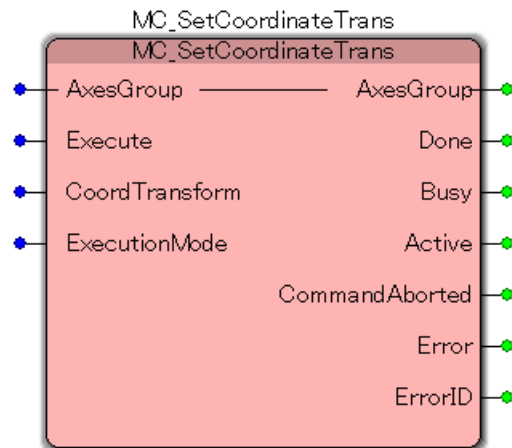 MC_SetCoordinateTrans
MC_SetCoordinateTrans
AxesGroup AxesGroup
Execute Done
CoordTransform Busy
ExecutionMode Active
CommandAborted
Error
ErrorID